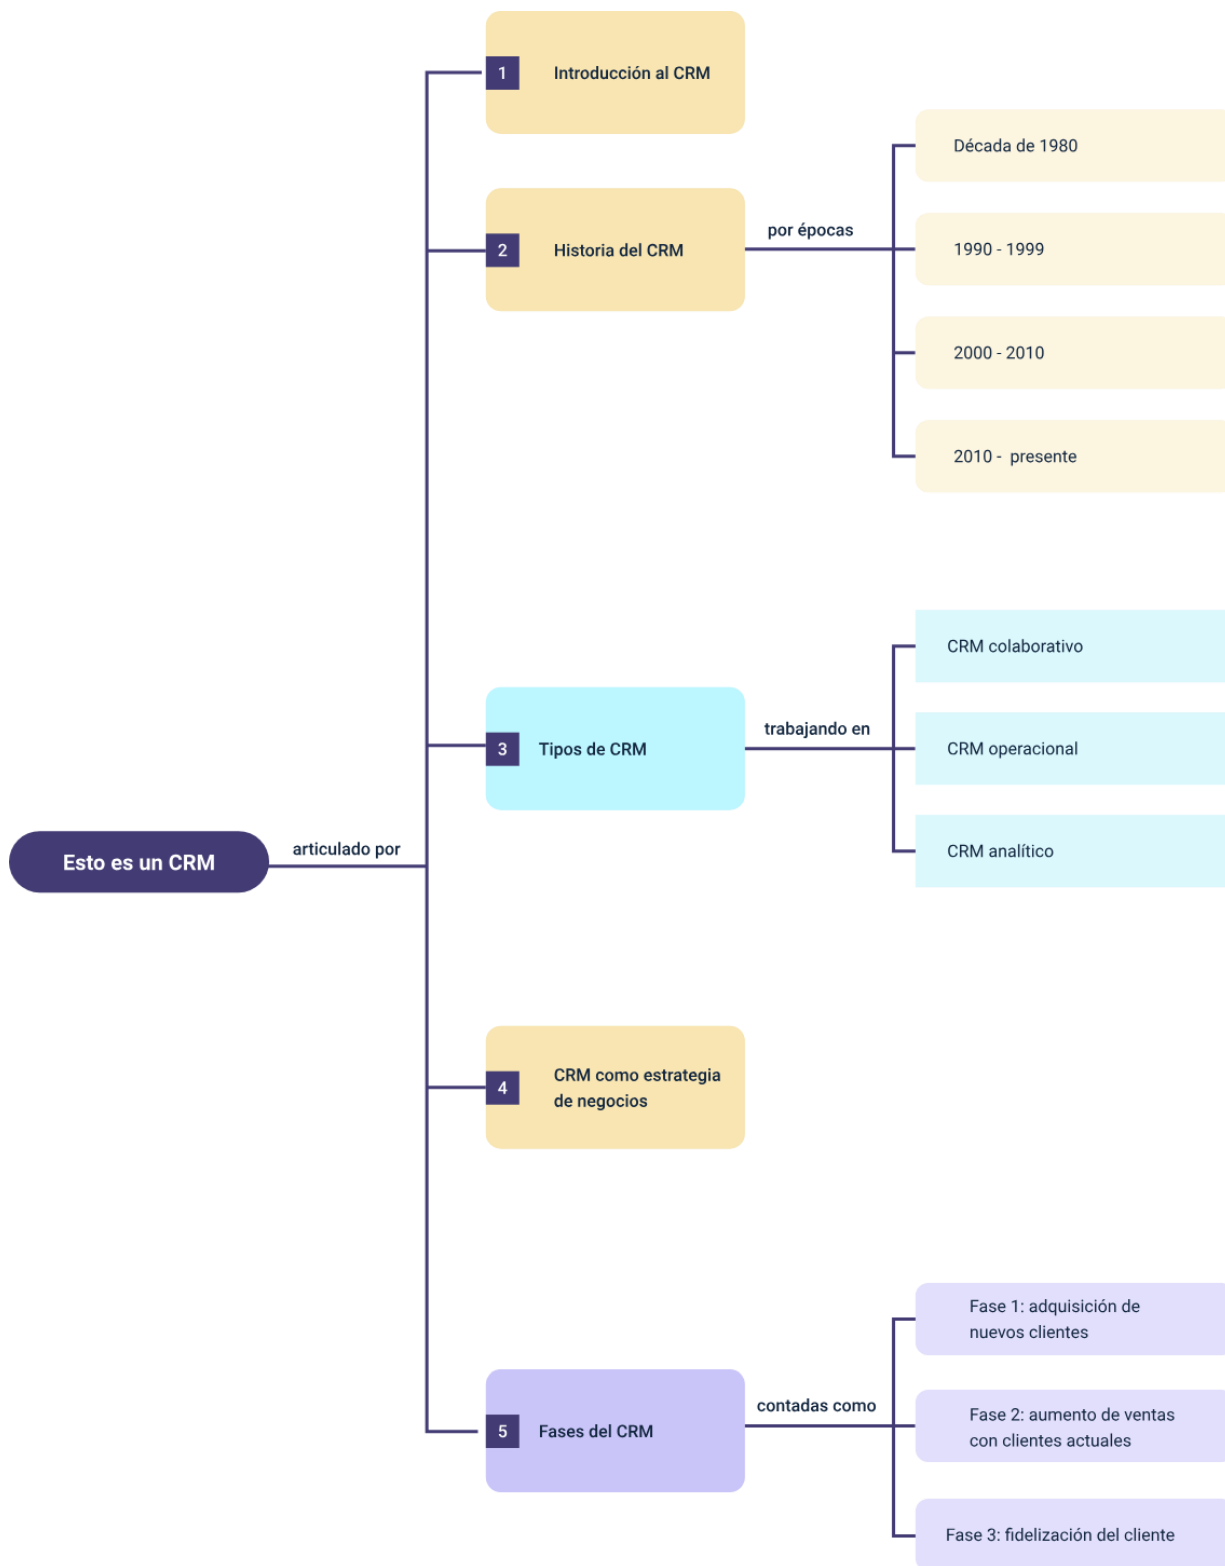 Esto es un CRM
articulado por
1
Introducción al CRM
2
Historia del CRM
por épocas
Década de 1980
1990 - 1999
2000 - 2010
2010 -  presente
3
Tipos de CRM
trabajando en
CRM colaborativo
CRM operacional
CRM analítico
4
CRM como estrategia
de negocios
5
Fases del CRM
contadas como
Fase 1: adquisición de
nuevos clientes
Fase 2: aumento de ventas
con clientes actuales
Fase 3: fidelización del cliente